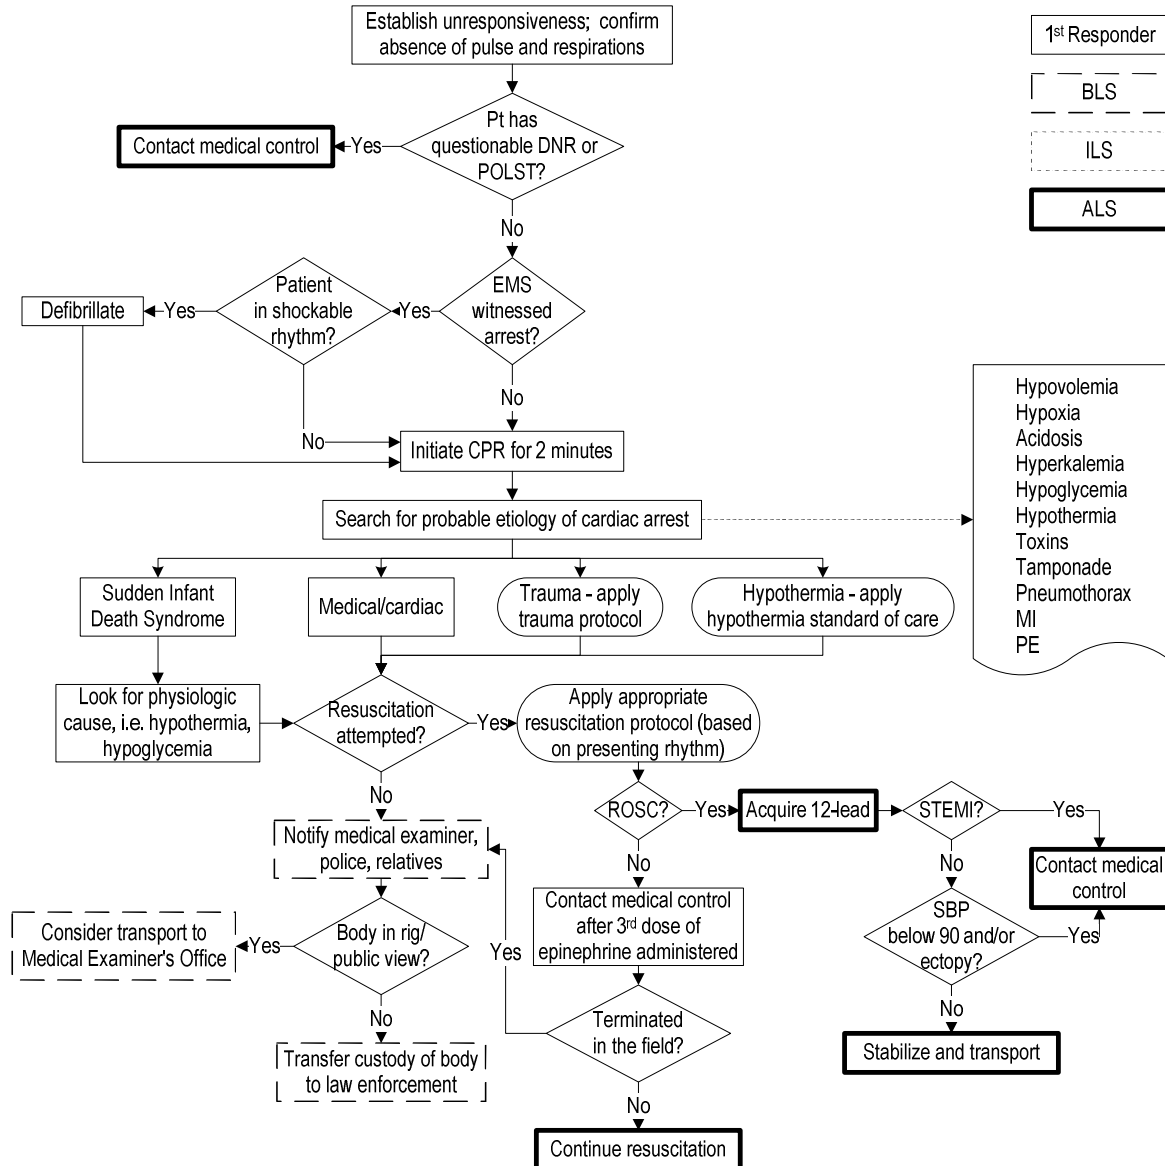 Establish unresponsiveness; confirm
absence of pulse and respirations
1st Responder
BLS
ILS
ALS
Pt has
questionable DNR or
POLST?
Yes
Contact medical control
No
EMS
witnessed
arrest?
Yes
Patient
in shockable
rhythm?
Yes
Defibrillate
No
No
Initiate CPR for 2 minutes
Search for probable etiology of cardiac arrest
Hypovolemia
Hypoxia
Acidosis
Hyperkalemia
Hypoglycemia
Hypothermia
Toxins
Tamponade
Pneumothorax
MI
PE
Sudden Infant
Death Syndrome
Medical/cardiac
Trauma - apply
trauma protocol
Hypothermia - apply
hypothermia standard of care
Look for physiologic
cause, i.e. hypothermia,
hypoglycemia
Resuscitation
attempted?
Yes
Apply appropriate
resuscitation protocol (based
on presenting rhythm)
No
Notify medical examiner,
police, relatives
ROSC?
Yes
Acquire 12-lead
STEMI?
Yes
Contact medical
control
No
SBP
below 90 and/or
ectopy?
Yes
No
Stabilize and transport
No
Contact medical control
after 3rd dose of
epinephrine administered
Terminated
in the field?
Yes
No
Continue resuscitation
Body in rig/
public view?
Yes
Consider transport to
Medical Examiner's Office
No
Transfer custody of body
to law enforcement